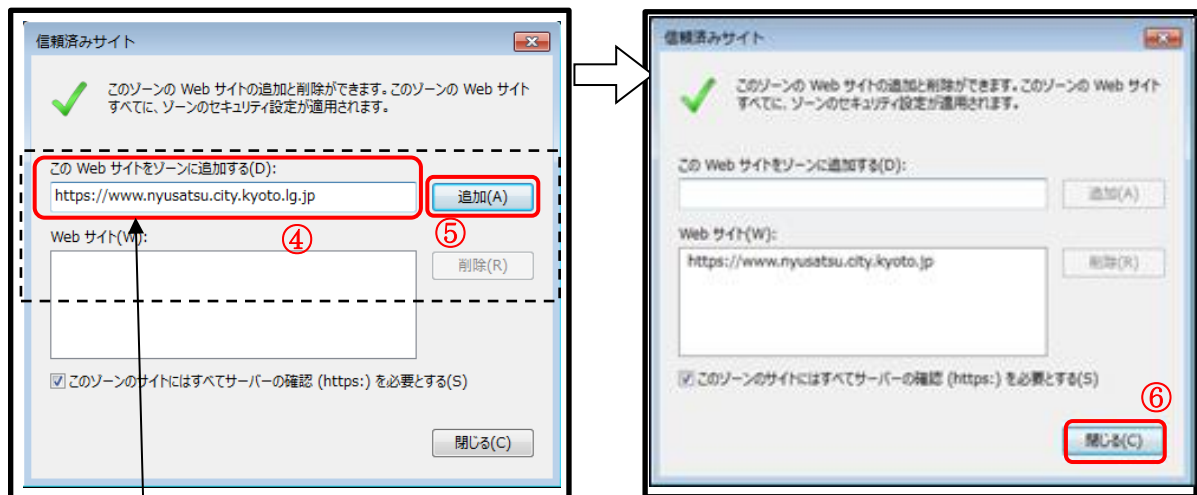 信頼済みサイト
このゾーンの Web サイトの追加と削除ができます。このゾーンの Web サイト
すべてに、ゾーンのセキュリティ設定が適用されます。
この Web サイトをゾーンに追加する(D):
https://www.nyusatsu.city.kyoto.lg.jp
追加(A)
④
⑤
Web サイト(W):
削除(R)
このゾーンのサイトにはすべてサーバーの確認 (https:) を必要とする(S)
閉じる(C)
信頼済みサイト
このゾーンの Web サイトの追加と削除ができます。このゾーンの Web サイト
すべてに、ゾーンのセキュリティ設定が適用されます。
この Web サイトをゾーンに追加する(D):
追加(A)
Web サイト(W):
https://www.nyusatsu.city.kyoto.jp
削除(R)
このゾーンのサイトにはすべてサーバーの確認 (https:) を必要とする(S)
⑥
閉じる(C)